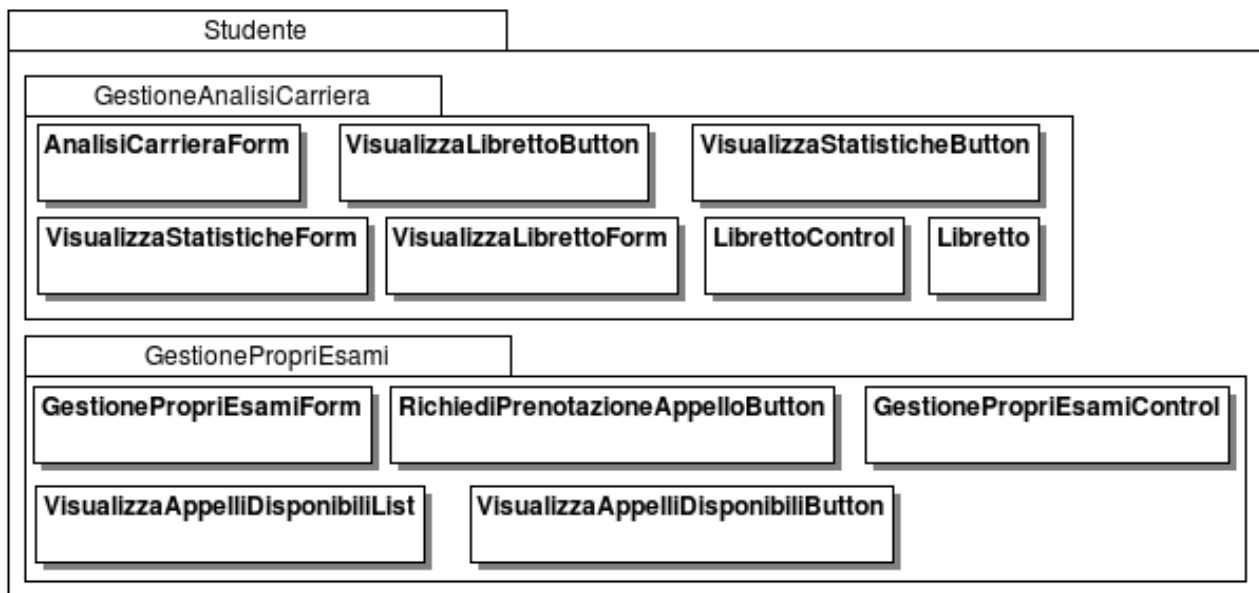 Studente
GestioneAnalisiCarriera
AnalisiCarrieraForm VisualizzaLibrettoButton VisualizzaStatisticheButton
VisualizzaStatisticheForm VisualizzaLibrettoForm LibrettoControl Libretto
GestionePropriEsami
GestionePropriEsamiForm RichiediPrenotazioneAppelloButton GestionePropriEsamiControl
VisualizzaAppelliDisponibiliList VisualizzaAppelliDisponibiliButton